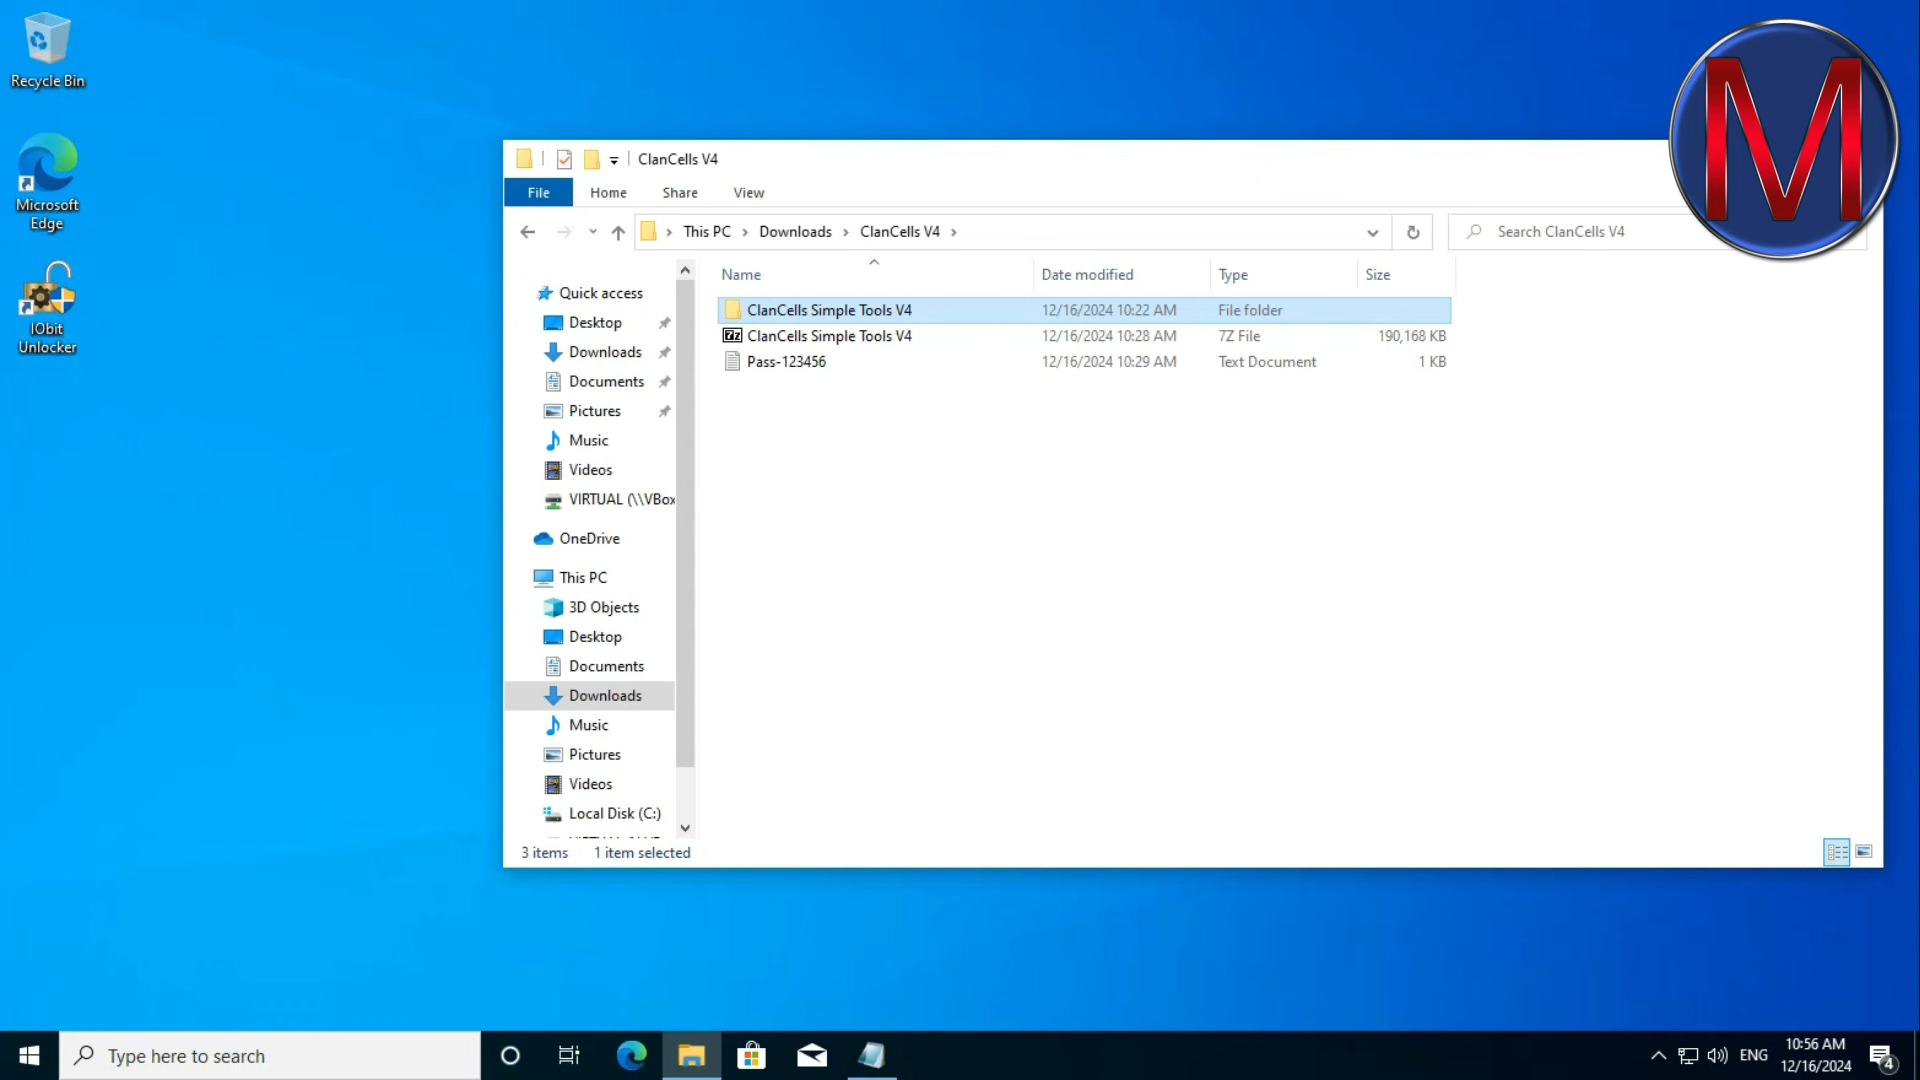 Recycle Bin
Microsoft
Edge
IObit
Unlocker
ClanCells V4
File Home Share View
This PC Downloads ClanCells V4
Search ClanCells V4
Name Date modified Type Size
ClanCells Simple Tools V4 12/16/2024 10:22 AM File folder
ClanCells Simple Tools V4 12/16/2024 10:28 AM 7Z File 190,168 KB
Pass-123456 12/16/2024 10:29 AM Text Document 1 KB
Quick access
Desktop
Downloads
Documents
Pictures
Music
Videos
VIRTUAL (\\VBox
OneDrive
This PC
3D Objects
Desktop
Documents
Downloads
Music
Pictures
Videos
Local Disk (C:)
3 items 1 item selected
M
Type here to search
ENG
10:56 AM
12/16/2024
4